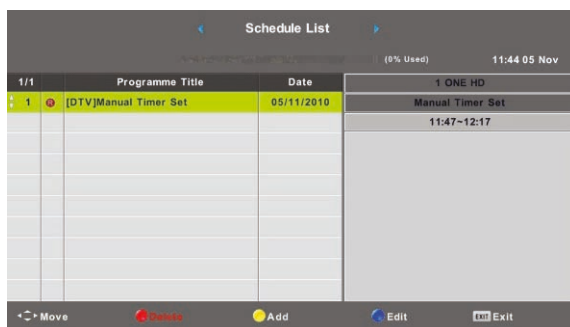 Schedule List
(0% Used) 11:44 05 Nov
1/1 Programme Title Date 1 ONE HD
1 R [DTV]Manual Timer Set 05/11/2010 Manual Timer Set
11:47~12:17
Move Delete Add Edit EXIT Exit